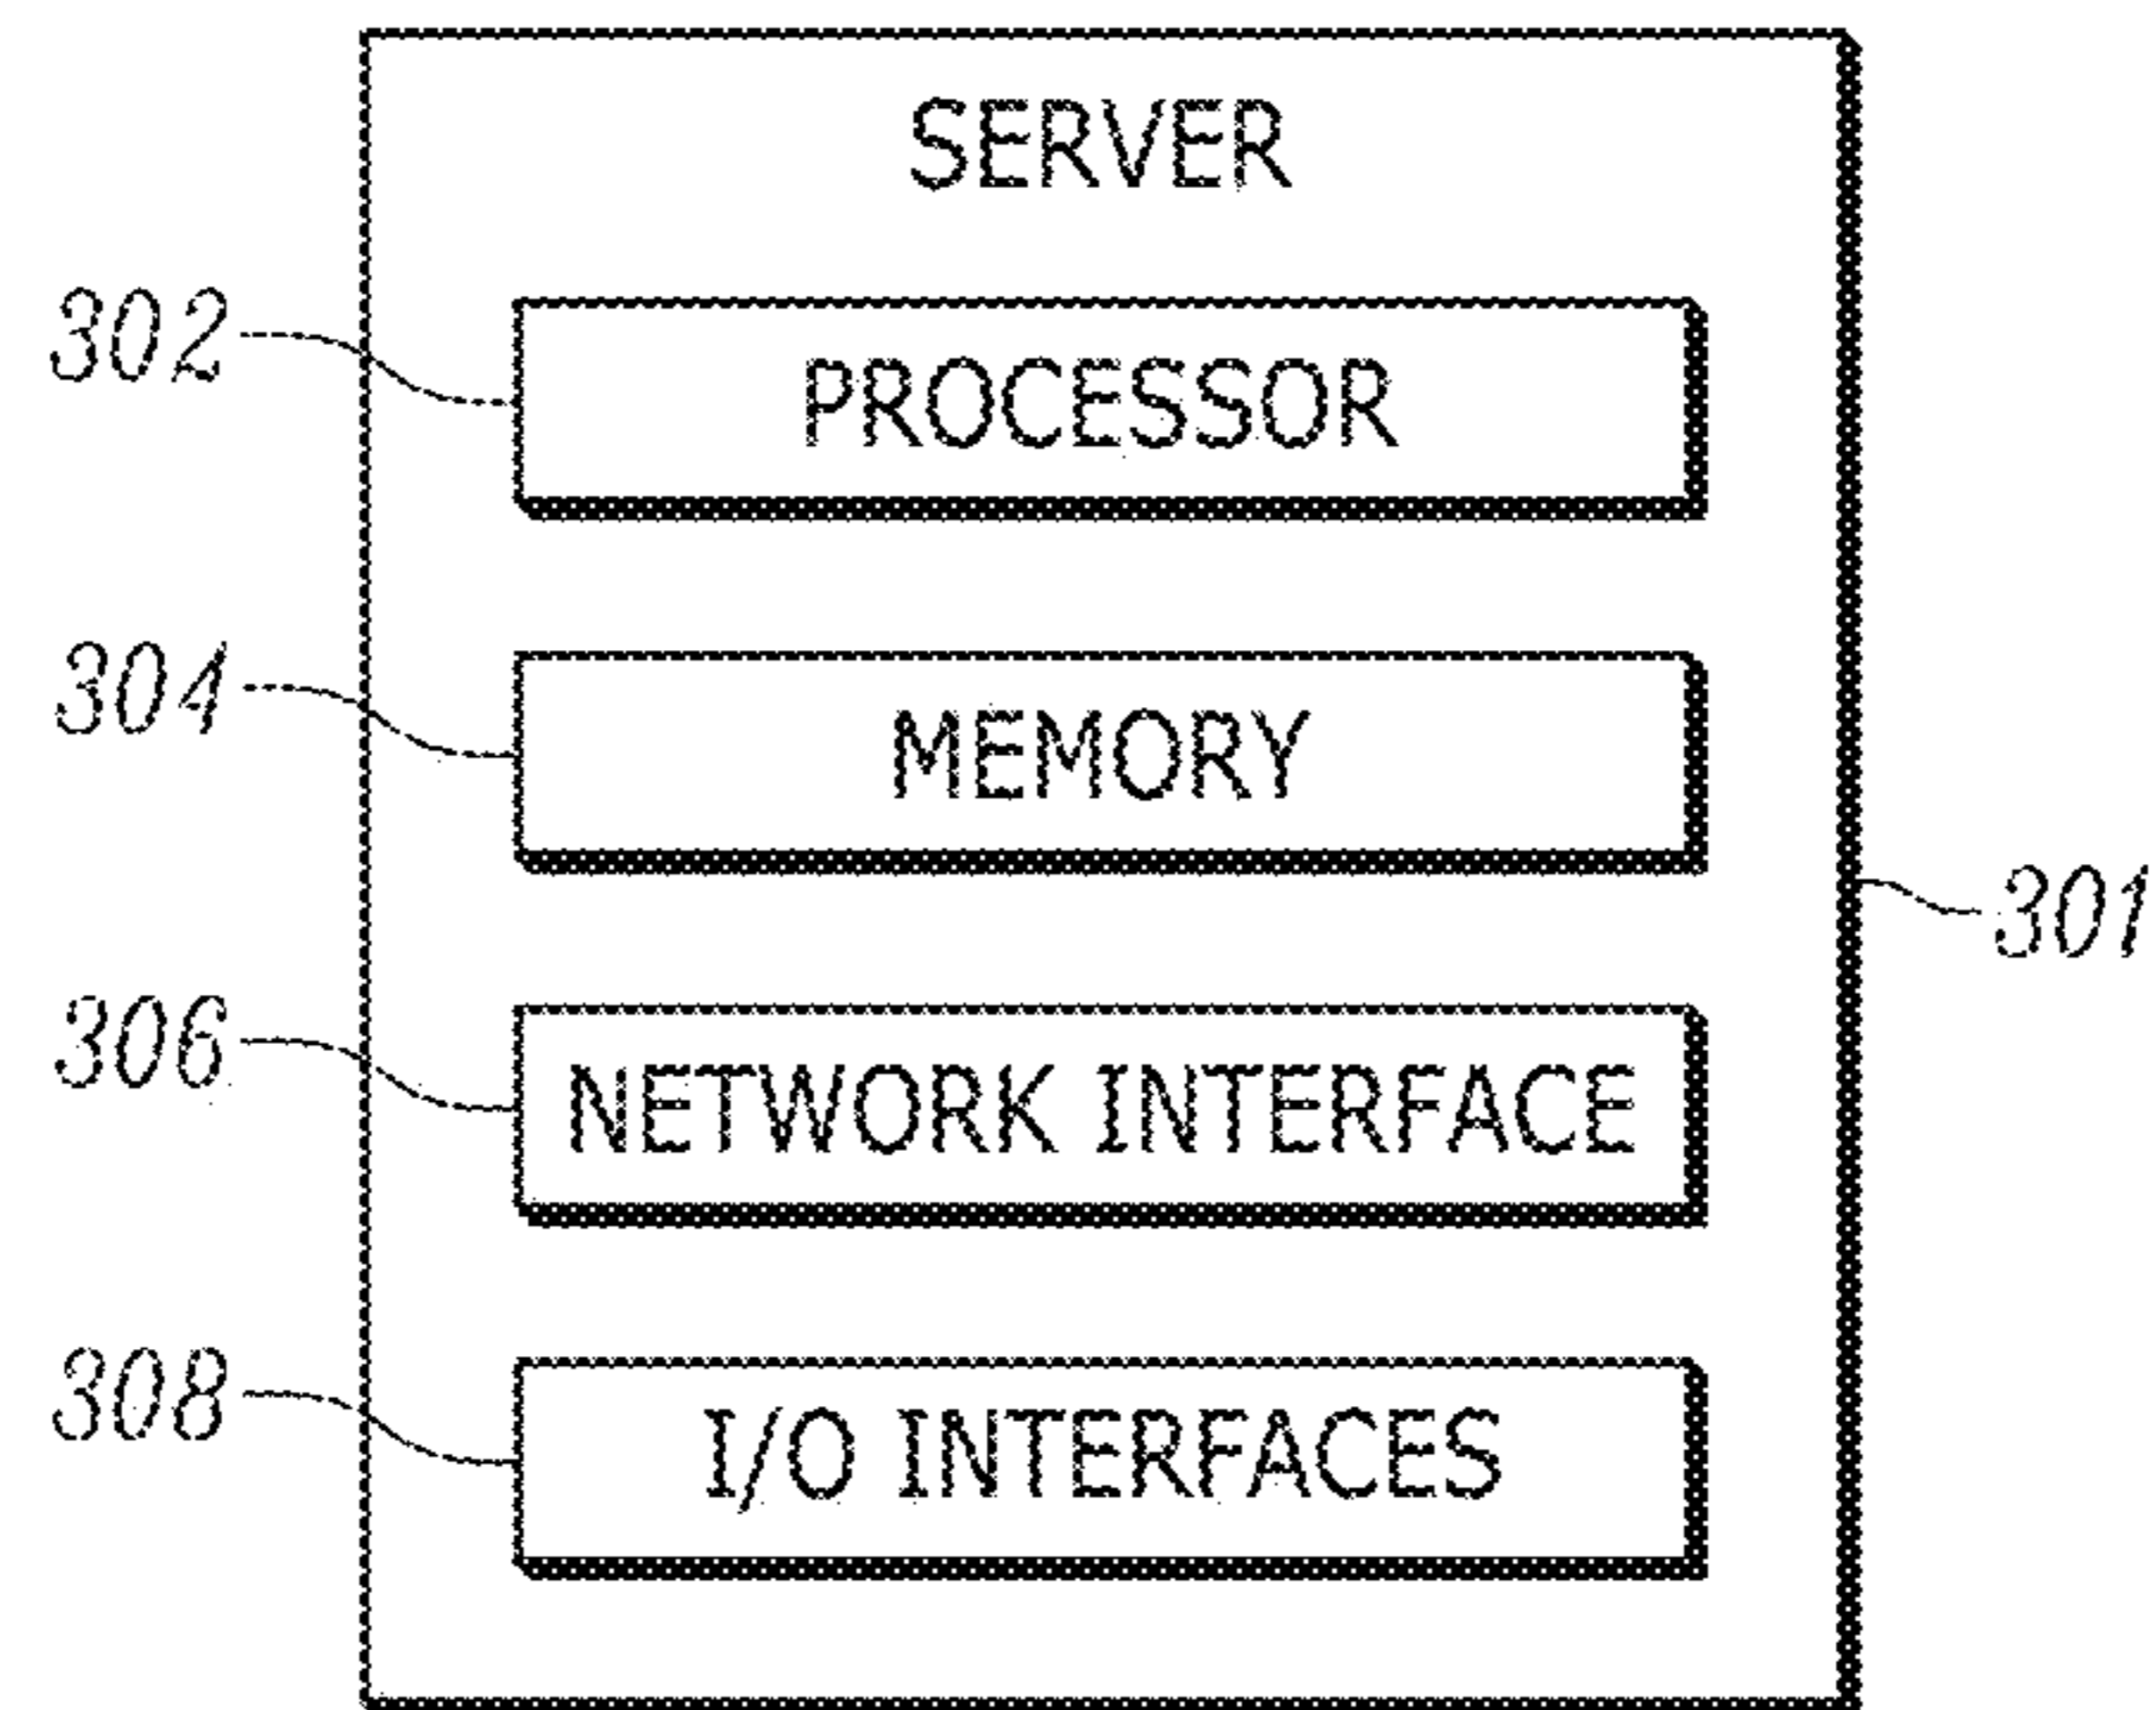 SERVER
302
PROCESSOR
304
MEMORY
301
306
NETWORK INTERFACE
308
I/O INTERFACES